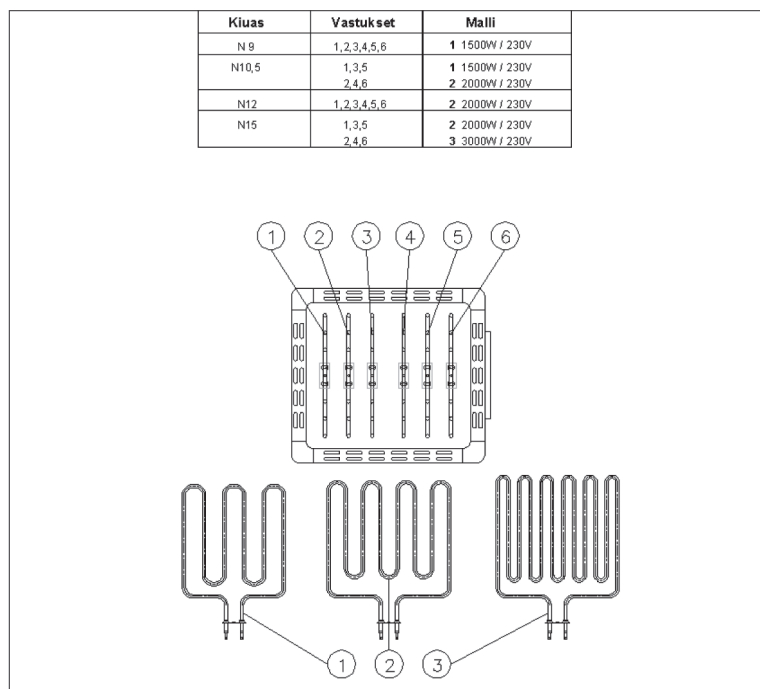 Kiuas Vastukset Malli
N 9 1,2,3,4,5,6 1 1500W / 230V
N10,5 1,3,5 1 1500W / 230V
2,4,6 2 2000W / 230V
N12 1,2,3,4,5,6 2 2000W / 230V
N15 1,3,5 2 2000W / 230V
2,4,6 3 3000W / 230V
1 2 3 4 5 6
1 2 3